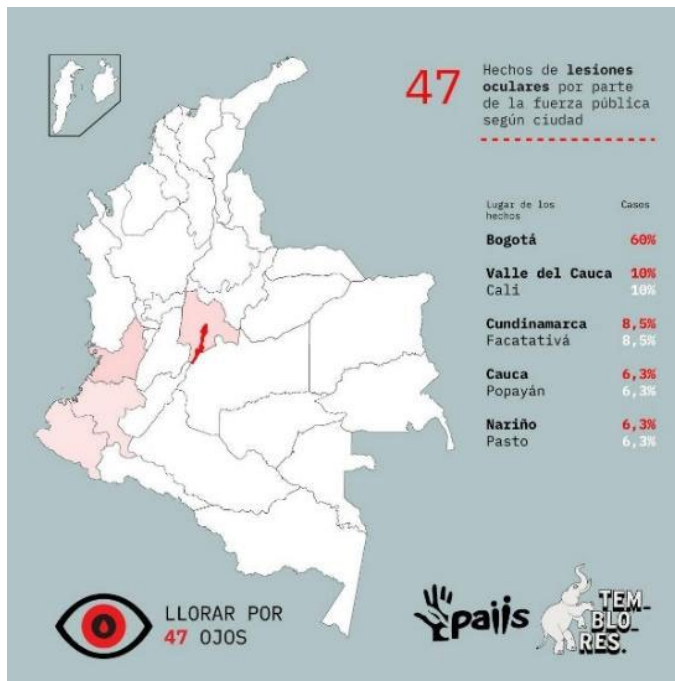 47
Hechos de lesiones
oculares por parte
de la fuerza pública
según ciudad
Lugar de los
hechos
Casos
Bogotá 60%
Valle del Cauca 10%
Cali 10%
Cundinamarca 8,5%
Facatativá 8,5%
Cauca 6,3%
Popayán 6,3%
Nariño 6,3%
Pasto 6,3%
LLORAR POR
47 OJOS
paiis
TEM_
BLO_
RES.